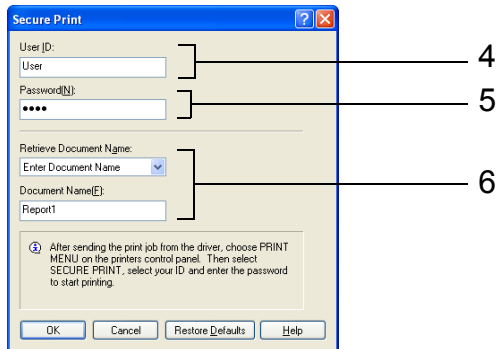 Secure Print
User ID:
User
4
Password(N):
••••
5
Retrieve Document Name:
Enter Document Name
6
Document Name(F):
Report1
After sending the print job from the driver, choose PRINT
MENU on the printers control panel. Then select
SECURE PRINT, select your ID and enter the password
to start printing.
OK Cancel Restore Defaults Help